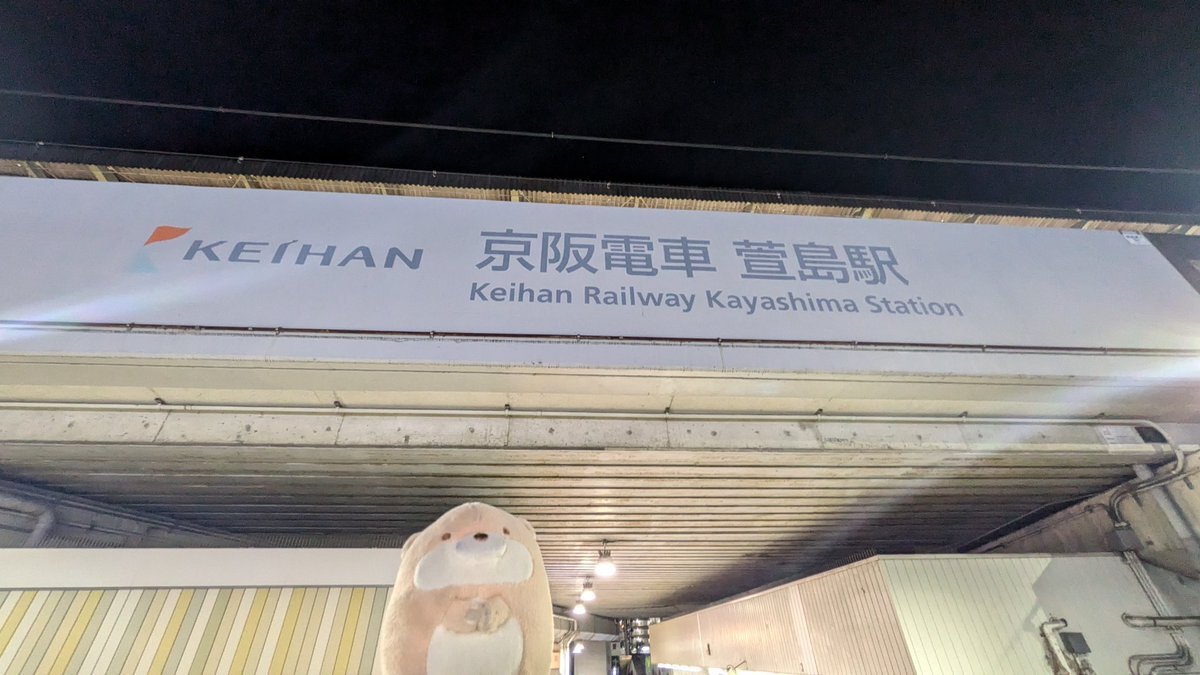 KEIHAN
京阪電車 萱島駅
Keihan Railway Kayashima Station